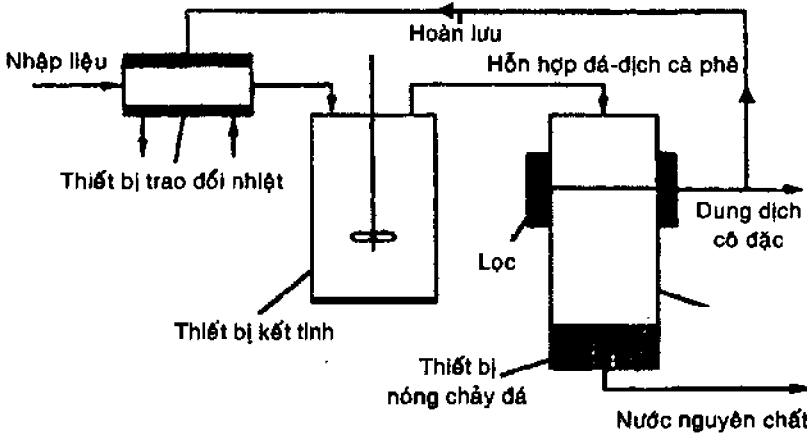 Hoàn lưu
Nhập liệu
Hỗn hợp đá-dịch cà phê
Thiết bị trao đổi nhiệt
Dung dịch
cô đặc
Lọc
Thiết bị kết tinh
Thiết bị
nóng chảy đá
Nước nguyên chất